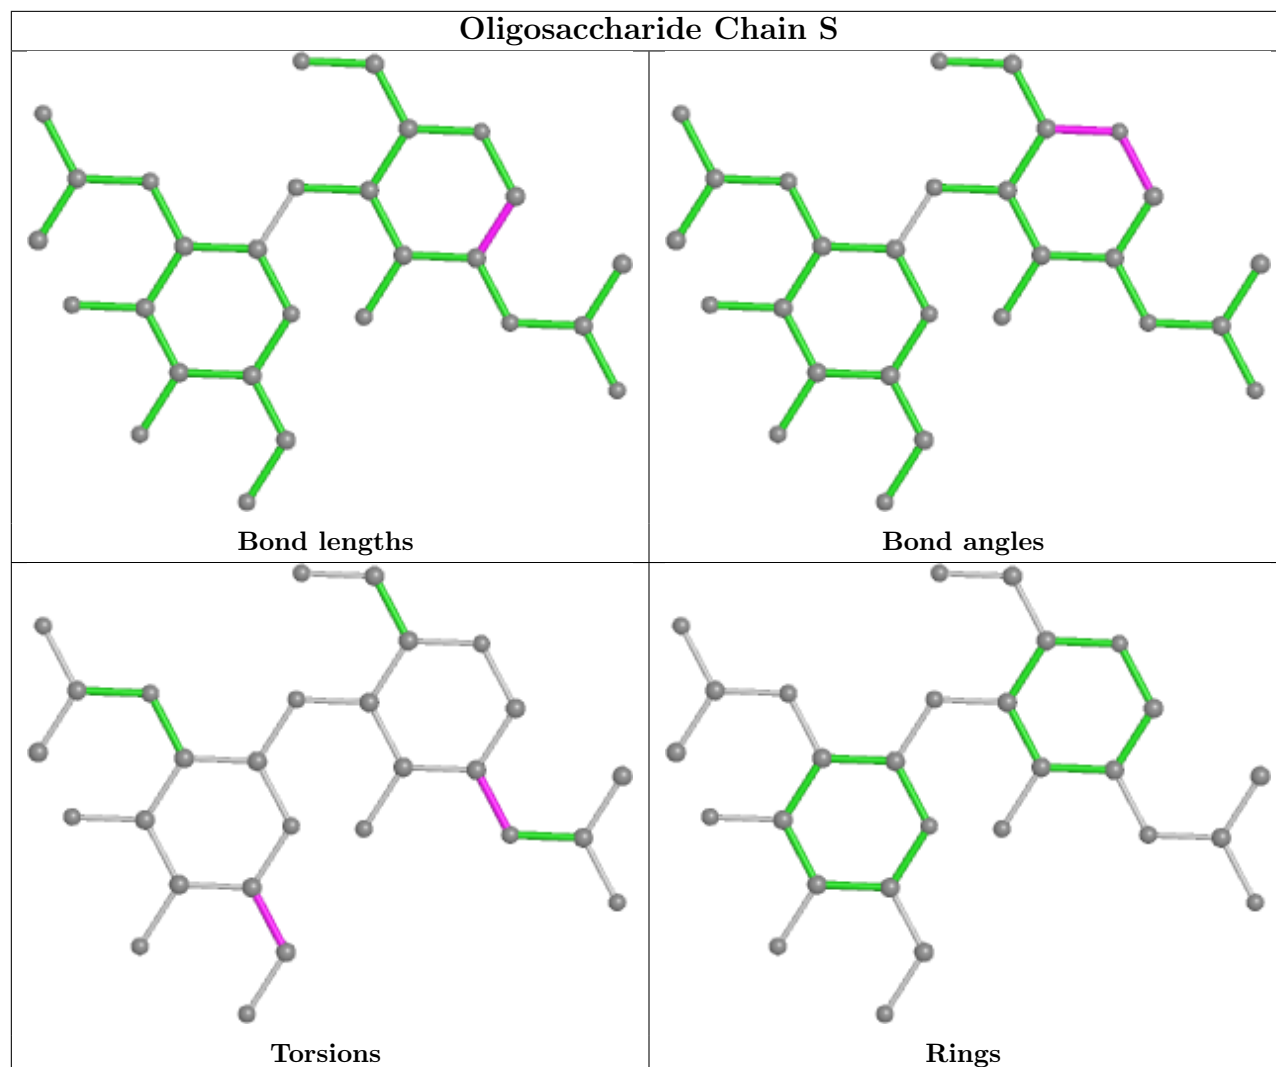 Oligosaccharide Chain S
Bond lengths
Bond angles
Torsions
Rings